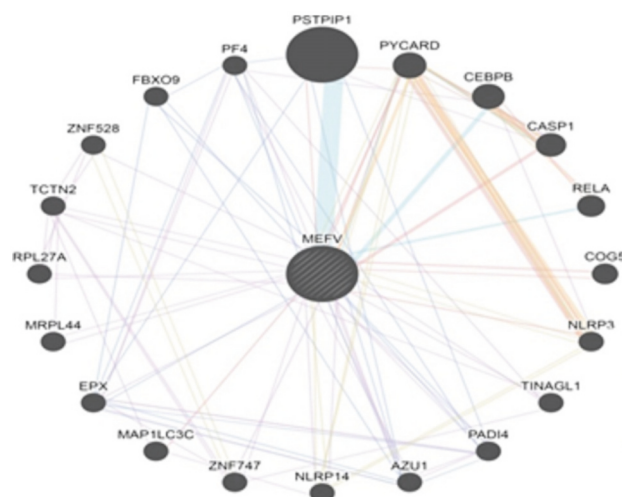 PSTPIP1
PF4
PYCARD
FBXO9
CEBPB
ZNF528
CASP1
TCTN2
RELA
MEFV
RPL27A
COG5
MRPL44
NLRP3
EPX
TINAGL1
MAP1LC3C
PADI4
ZNF747
NLRP14
AZU1